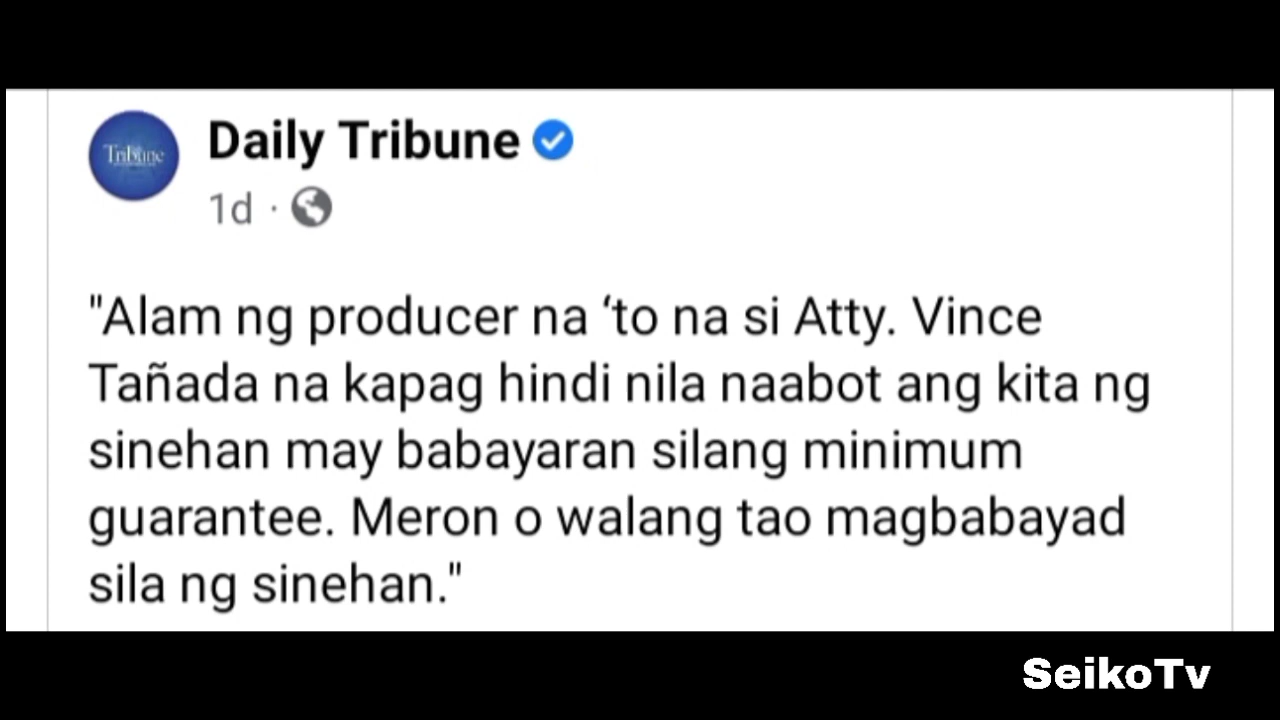 Tribune
Daily Tribune
1d ·
"Alam ng producer na ‘to na si Atty. Vince
Tañada na kapag hindi nila naabot ang kita ng
sinehan may babayaran silang minimum
guarantee. Meron o walang tao magbabayad
sila ng sinehan."
SeikoTv